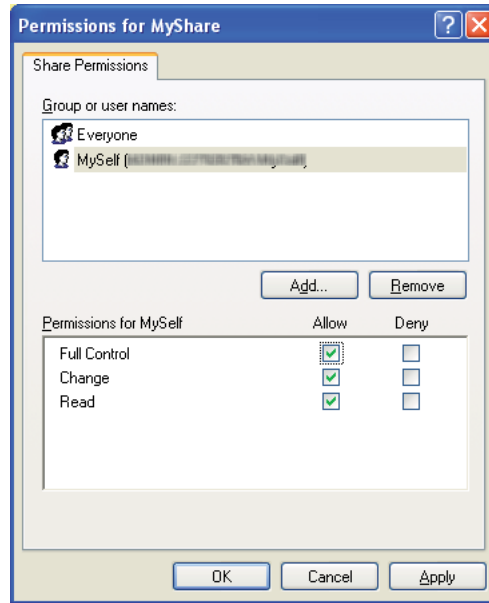 Permissions for MyShare
Share Permissions
Group or user names:
Everyone
MySelf (
Add... Remove
Permissions for MySelf Allow Deny
Full Control
Change
Read
OK Cancel Apply